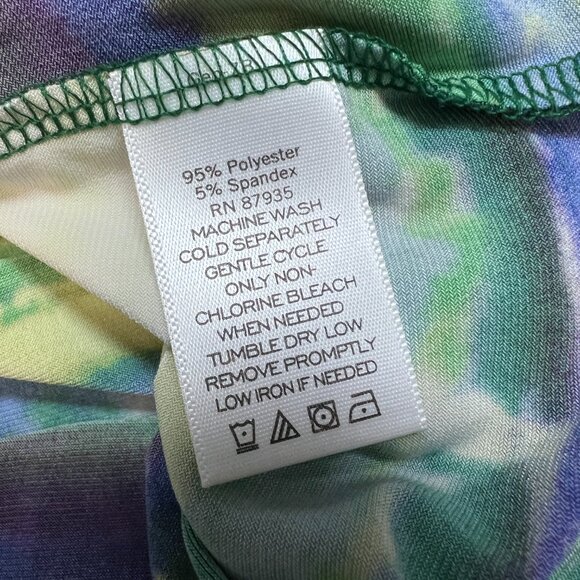 95% Polyester
5% Spandex
RN 87935
MACHINE WASH
COLD SEPARATELY
GENTLE CYCLE
ONLY NON-
CHLORINE BLEACH
WHEN NEEDED
TUMBLE DRY LOW
REMOVE PROMPTLY
LOW IRON IF NEEDED